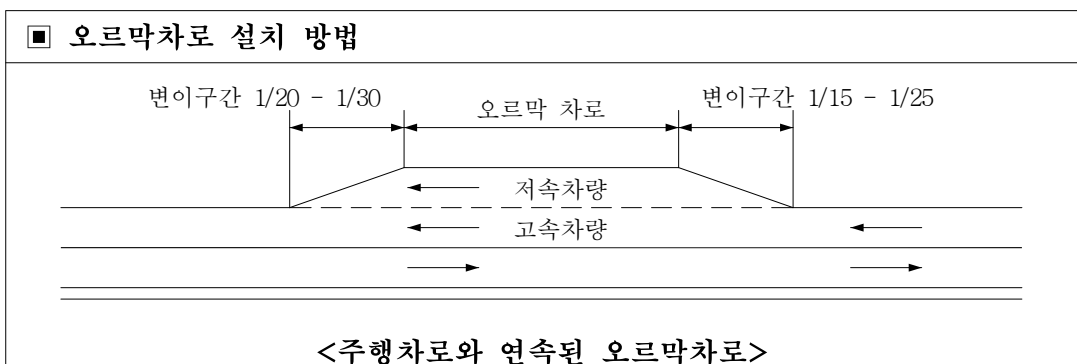 ▣ 오르막차로 설치 방법
변이구간 1/20 - 1/30
오르막 차로
변이구간 1/15 - 1/25
저속차량
고속차량
<주행차로와 연속된 오르막차로>